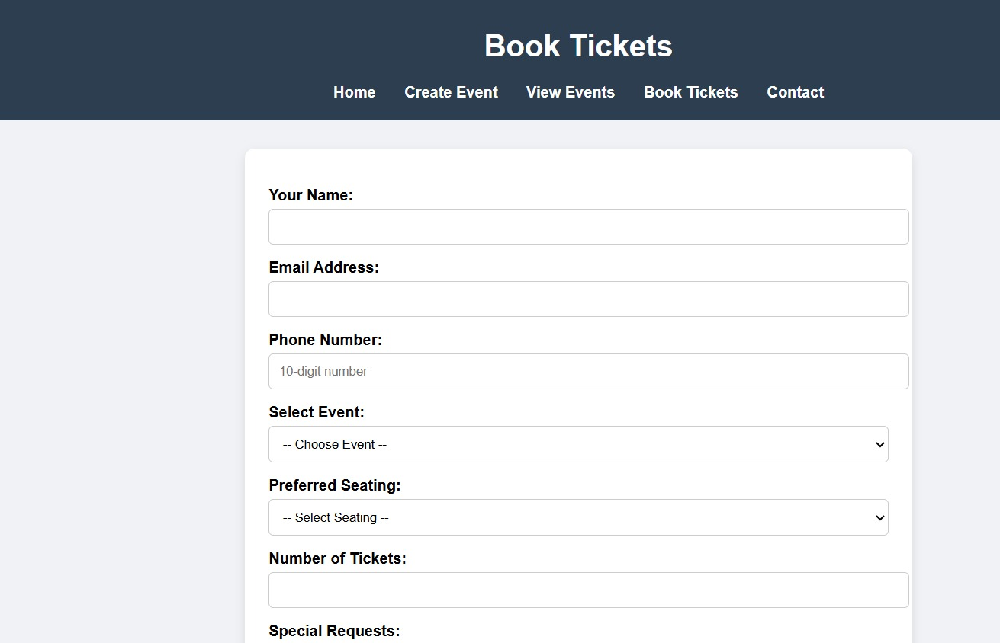 Book Tickets
Home Create Event View Events Book Tickets Contact
Your Name:
Email Address:
Phone Number:
10-digit number
Select Event:
-- Choose Event --
Preferred Seating:
-- Select Seating --
Number of Tickets:
Special Requests: